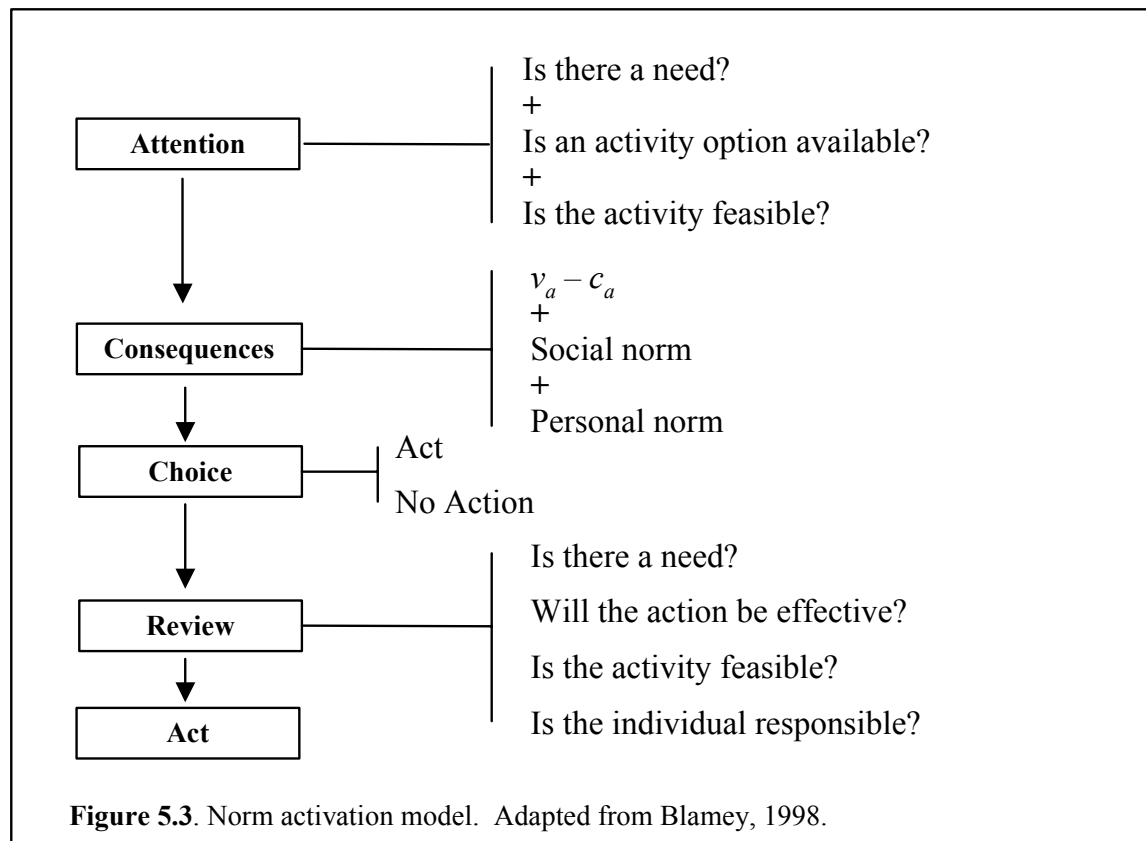 Attention
Is there a need?
+
Is an activity option available?
+
Is the activity feasible?
Consequences
vₐ – cₐ
+
Social norm
+
Personal norm
Choice
Act
No Action
Review
Is there a need?
Will the action be effective?
Is the activity feasible?
Is the individual responsible?
Act
Figure 5.3. Norm activation model. Adapted from Blamey, 1998.